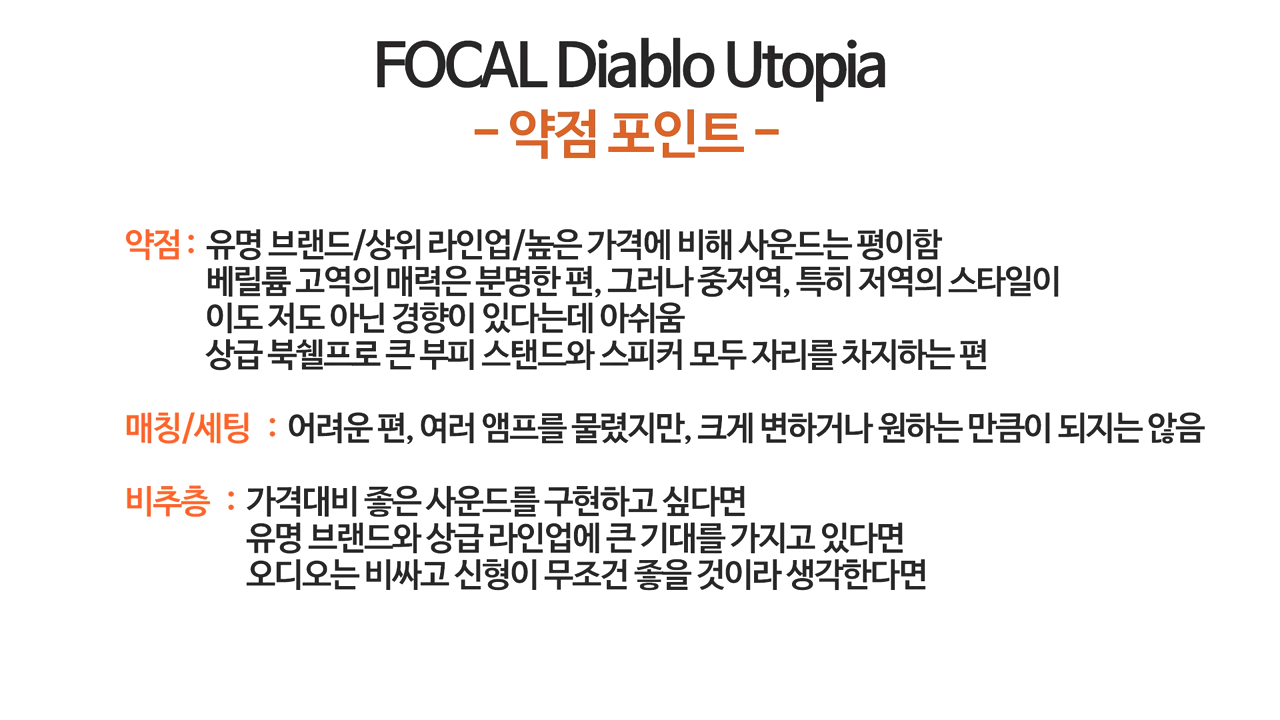 FOCAL Diablo Utopia
– 약점 포인트 –
약점 : 유명 브랜드/상위 라인업/높은 가격에 비해 사운드는 평이함
베릴륨 고역의 매력은 분명한 편, 그러나 중저역, 특히 저역의 스타일이
이도 저도 아닌 경향이 있다는데 아쉬움
상급 북쉘프로 큰 부피 스탠드와 스피커 모두 자리를 차지하는 편
매칭/세팅 : 어려운 편, 여러 앰프를 물렸지만, 크게 변하거나 원하는 만큼이 되지는 않음
비추층 : 가격대비 좋은 사운드를 구현하고 싶다면
유명 브랜드와 상급 라인업에 큰 기대를 가지고 있다면
오디오는 비싸고 신형이 무조건 좋을 것이라 생각한다면